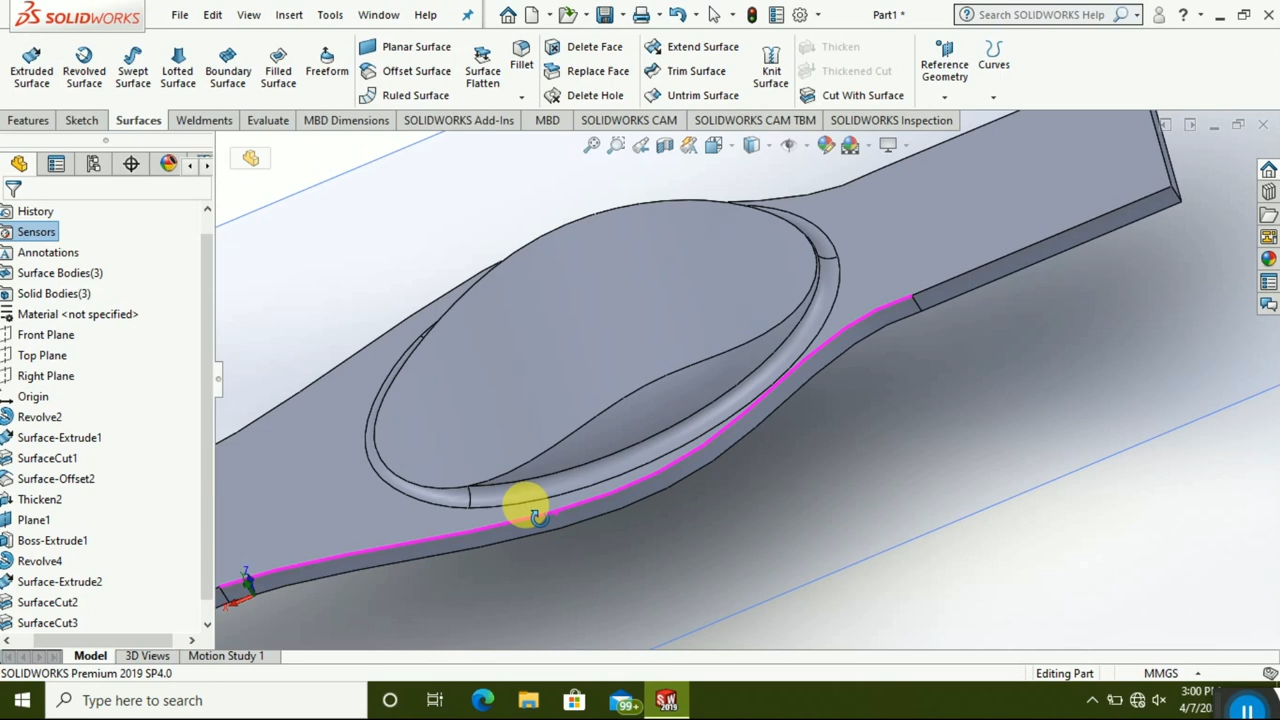 SOLIDWORKS File Edit View Insert Tools Window Help Part1 * Search SOLIDWORKS Help ?
Extruded Surface Revolved Surface Swept Surface Lofted Surface Boundary Surface Filled Surface Freeform Planar Surface Offset Surface Ruled Surface Surface Flatten Fillet Delete Face Replace Face Delete Hole Extend Surface Trim Surface Untrim Surface Knit Surface Thicken Thickened Cut Cut With Surface Reference Geometry Curves
Features Sketch Surfaces Weldments Evaluate MBD Dimensions SOLIDWORKS Add-Ins MBD SOLIDWORKS CAM SOLIDWORKS CAM TBM SOLIDWORKS Inspection
History
Sensors
Annotations
Surface Bodies(3)
Solid Bodies(3)
Material <not specified>
Front Plane
Top Plane
Right Plane
Origin
Revolve2
Surface-Extrude1
SurfaceCut1
Surface-Offset2
Thicken2
Plane1
Boss-Extrude1
Revolve4
Surface-Extrude2
SurfaceCut2
SurfaceCut3
Z
Model 3D Views Motion Study 1
SOLIDWORKS Premium 2019 SP4.0 Editing Part MMGS
Type here to search 99+ SW 2019 3:00 PM
4/7/20